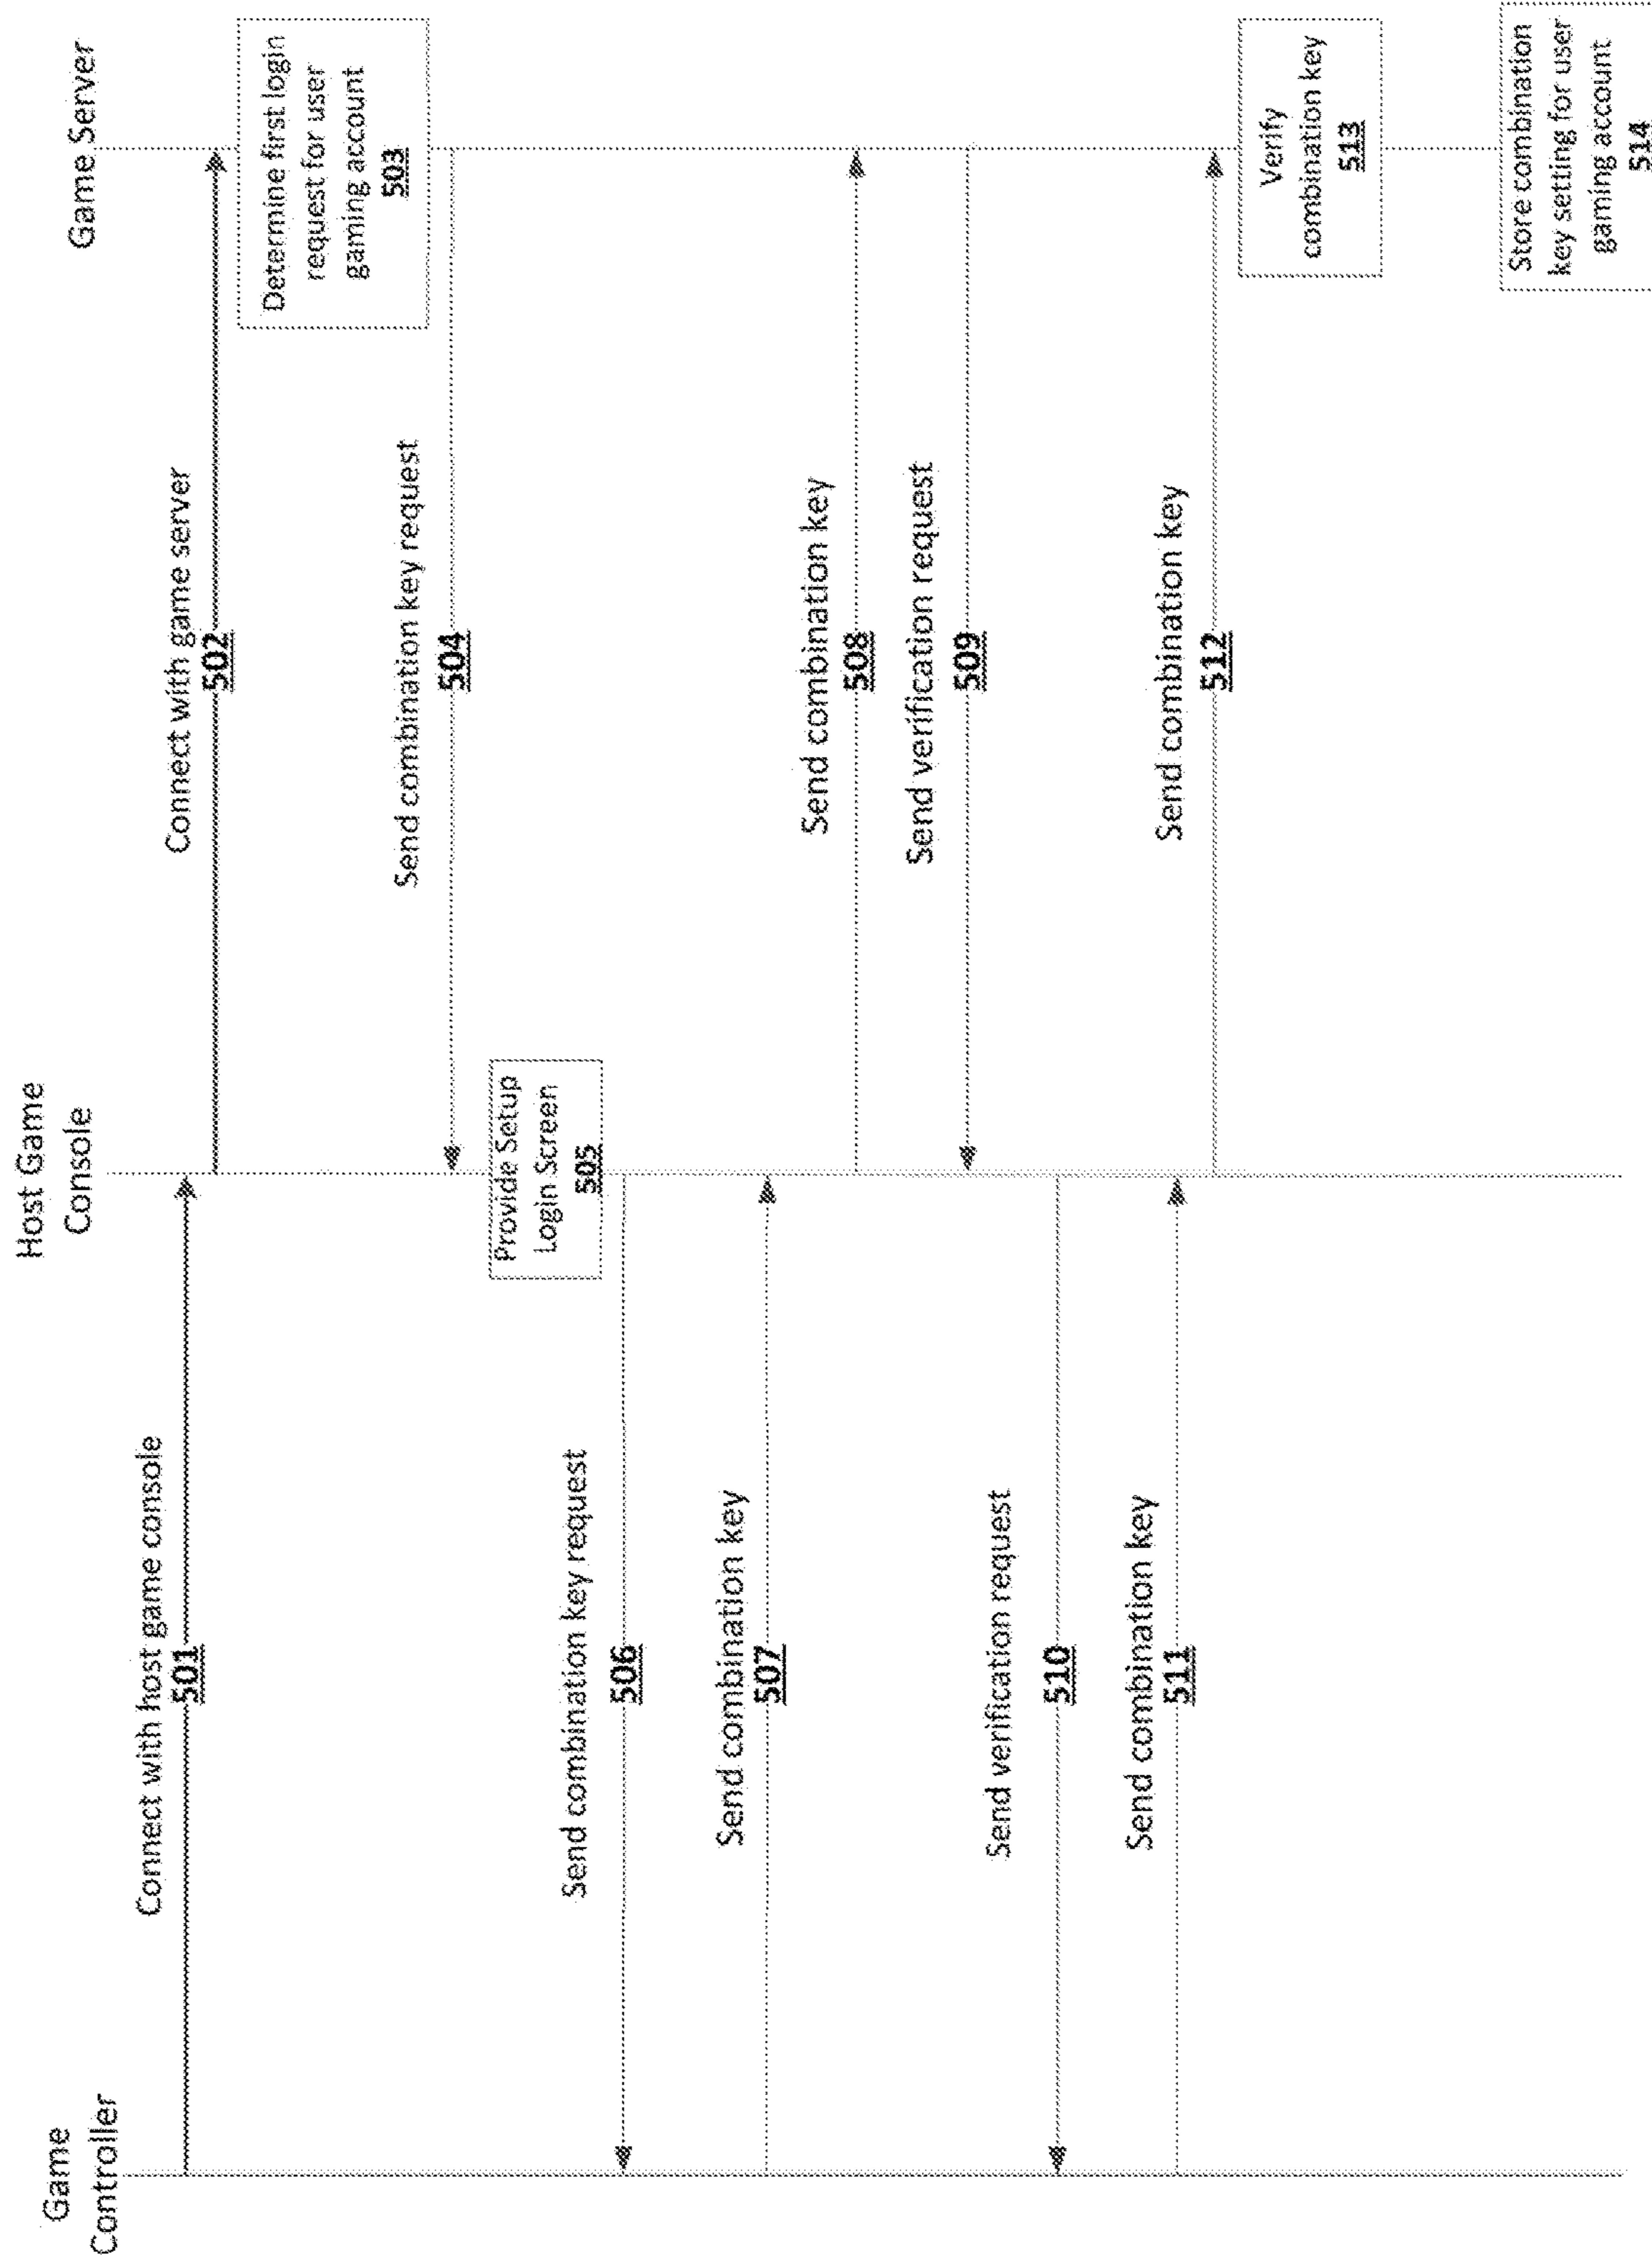 Game
Controller
Host Game
Console
Game Server
Connect with host game console
501
Connect with game server
502
Determine first login
request for user
gaming account
503
Send combination key request
504
Provide Setup
Login Screen
505
Send combination key request
506
Send combination key
507
Send combination key
508
Send verification request
509
Send verification request
510
Send combination key
511
Send combination key
512
Verify
combination key
513
Store combination
key setting for user
gaming account
514